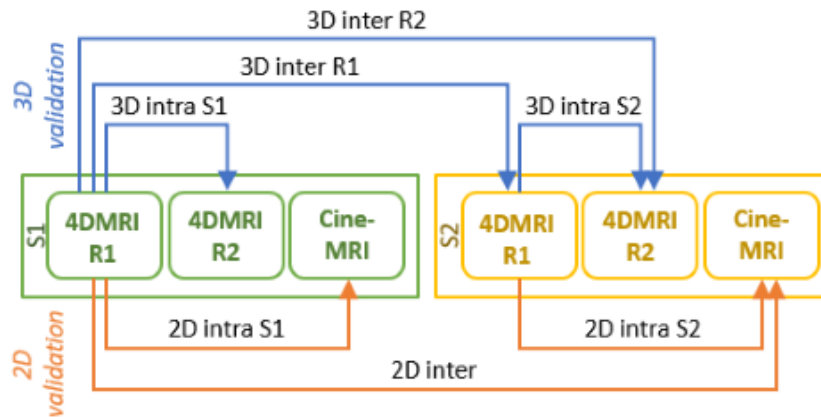 3D inter R2
3D inter R1
3D intra S1
3D intra S2
3D
validation
S1
4DMRI
R1
4DMRI
R2
Cine-
MRI
S2
4DMRI
R1
4DMRI
R2
Cine-
MRI
2D
validation
2D intra S1
2D intra S2
2D inter